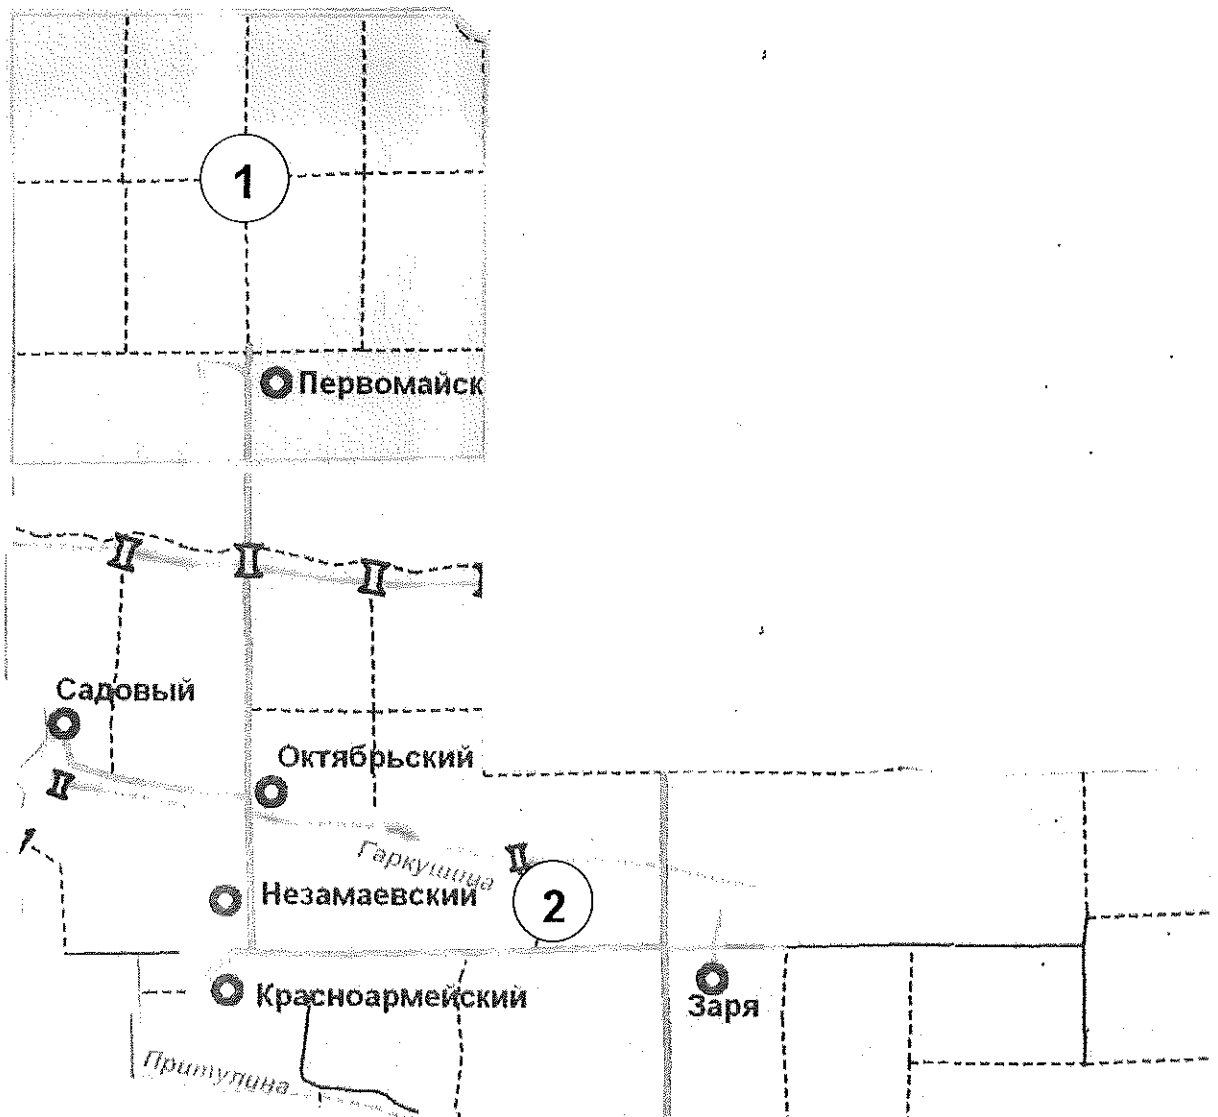 1
Первомайск
Садовый
Октябрьский
Гаркушина
Незамаевский
2
Красноармейский
Заря
Притулина